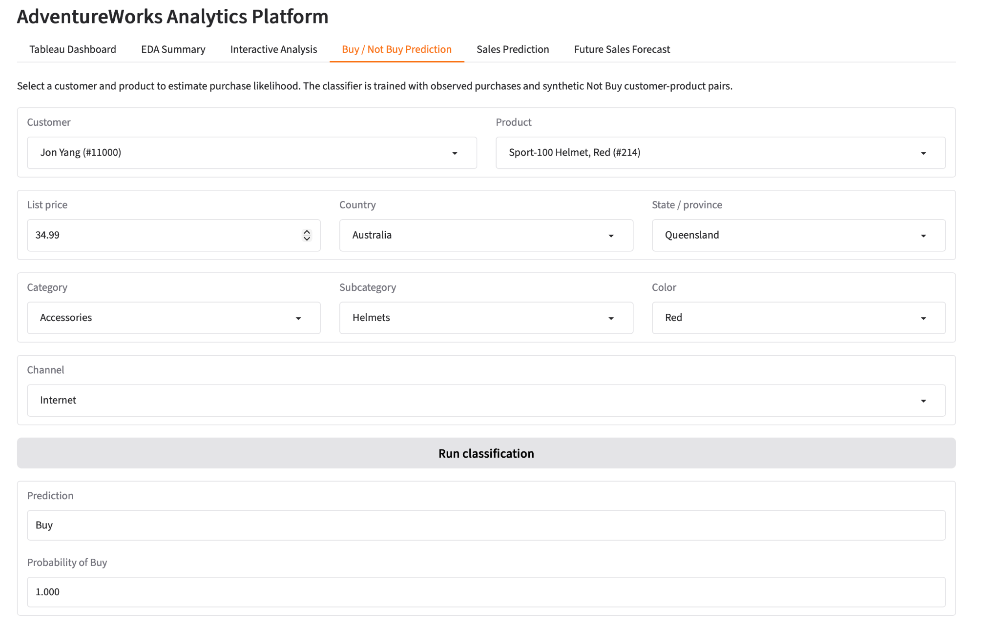 AdventureWorks Analytics Platform
Tableau Dashboard EDA Summary Interactive Analysis Buy / Not Buy Prediction Sales Prediction Future Sales Forecast
Select a customer and product to estimate purchase likelihood. The classifier is trained with observed purchases and synthetic Not Buy customer-product pairs.
Customer Product
Jon Yang (#11000) Sport-100 Helmet, Red (#214)
List price Country State / province
34.99 Australia Queensland
Category Subcategory Color
Accessories Helmets Red
Channel
Internet
Run classification
Prediction
Buy
Probability of Buy
1.000